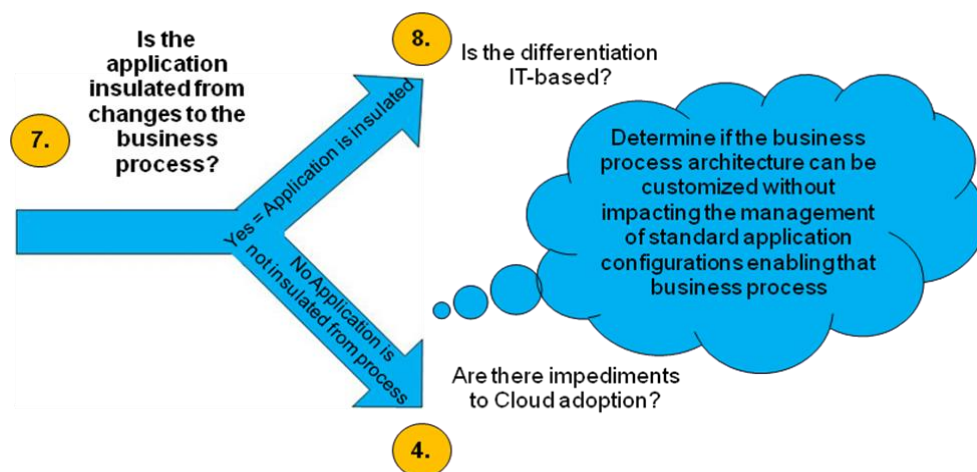 7.
Is the
application
insulated from
changes to the
business
process?
Yes = Application is insulated
No Application is
not insulated from process
8.
Is the differentiation
IT-based?
Determine if the business
process architecture can be
customized without
impacting the management
of standard application
configurations enabling that
business process
Are there impediments
to Cloud adoption?
4.